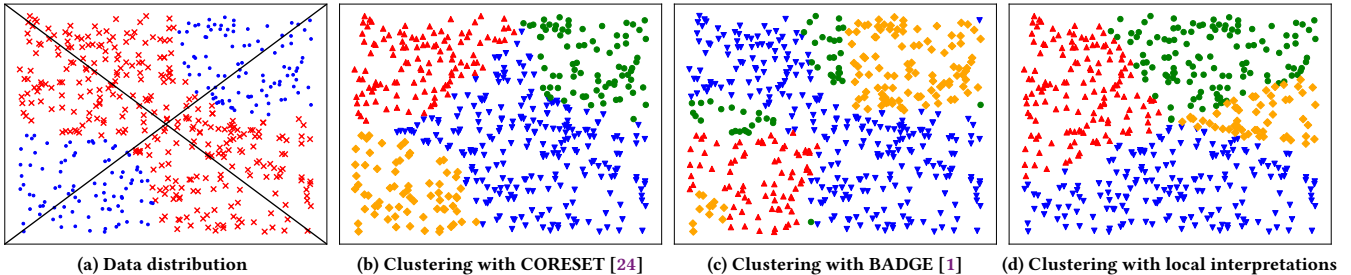 (a) Data distribution
(b) Clustering with CORESET [24]
(c) Clustering with BADGE [1]
(d) Clustering with local interpretations